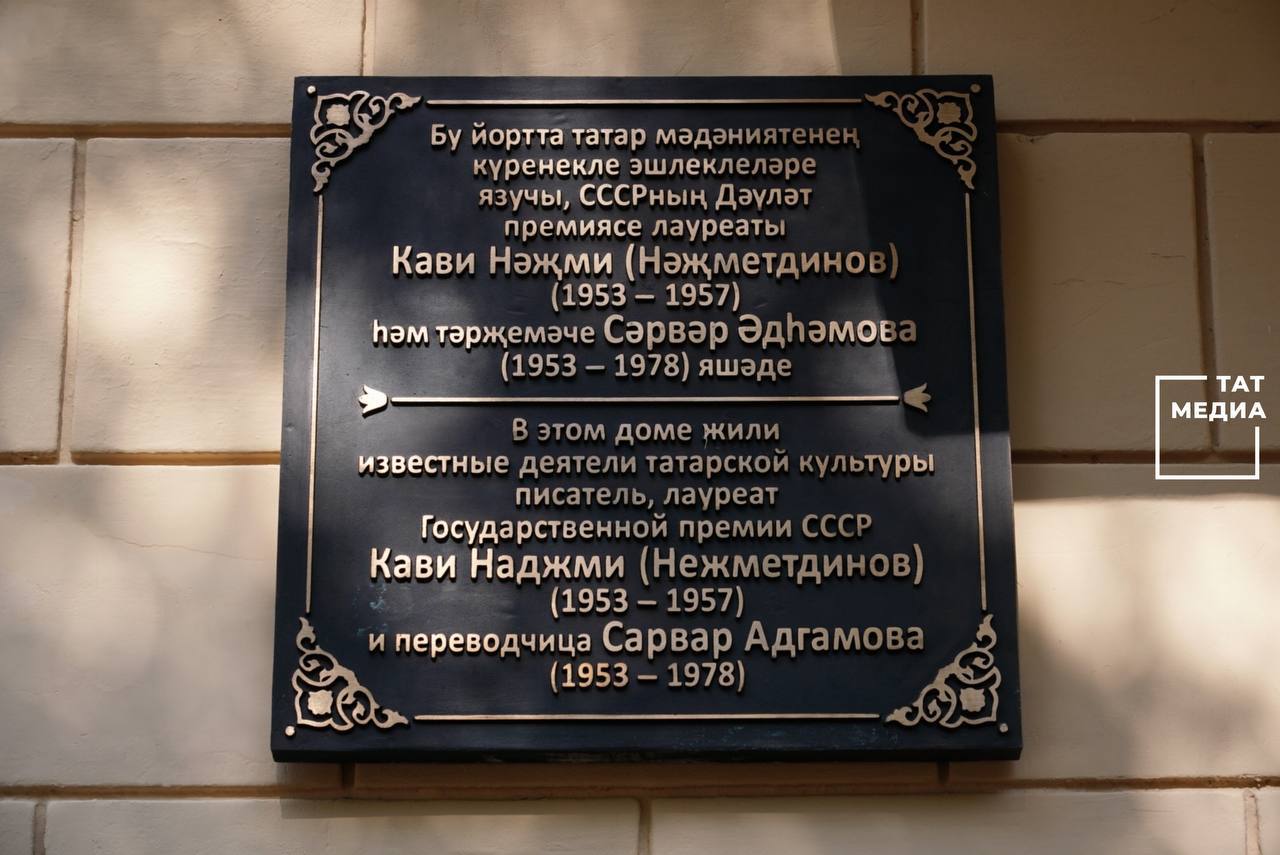 Бу йортта татар мәдәниятенең
күренекле эшлеклеләре
язучы, СССРның Дәүләт
премиясе лауреаты
Кави Нәҗми (Нәҗметдинов)
(1953 – 1957)
һәм тәрҗемәче Сәрвәр Әдһәмова
(1953 – 1978) яшәде
В этом доме жили
известные деятели татарской культуры
писатель, лауреат
Государственной премии СССР
Кави Наджми (Нежметдинов)
(1953 – 1957)
и переводчица Сарвар Адгамова
(1953 – 1978)
ТАТ
МЕДИА